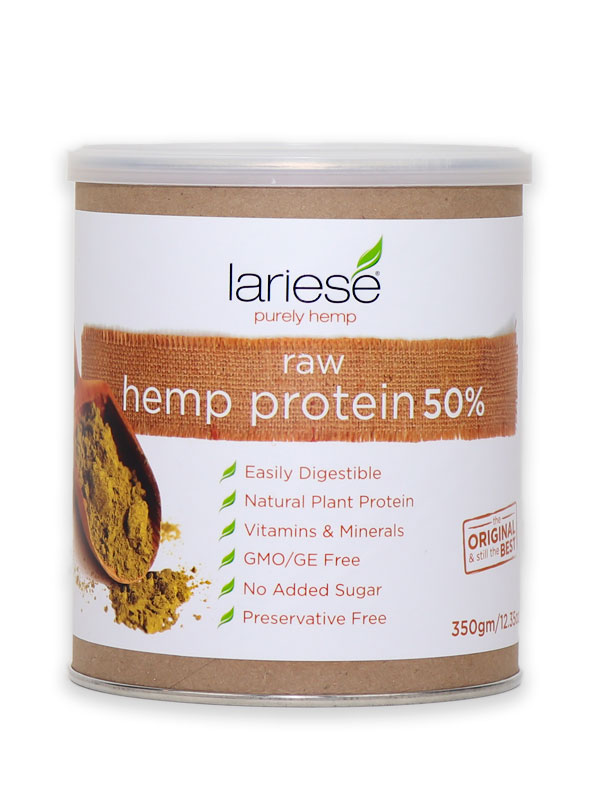 lariese®
purely hemp
raw
hemp protein 50%
Easily Digestible
Natural Plant Protein
Vitamins & Minerals
GMO/GE Free
No Added Sugar
Preservative Free
the
ORIGINAL
& still the BEST
350gm/12.35oz